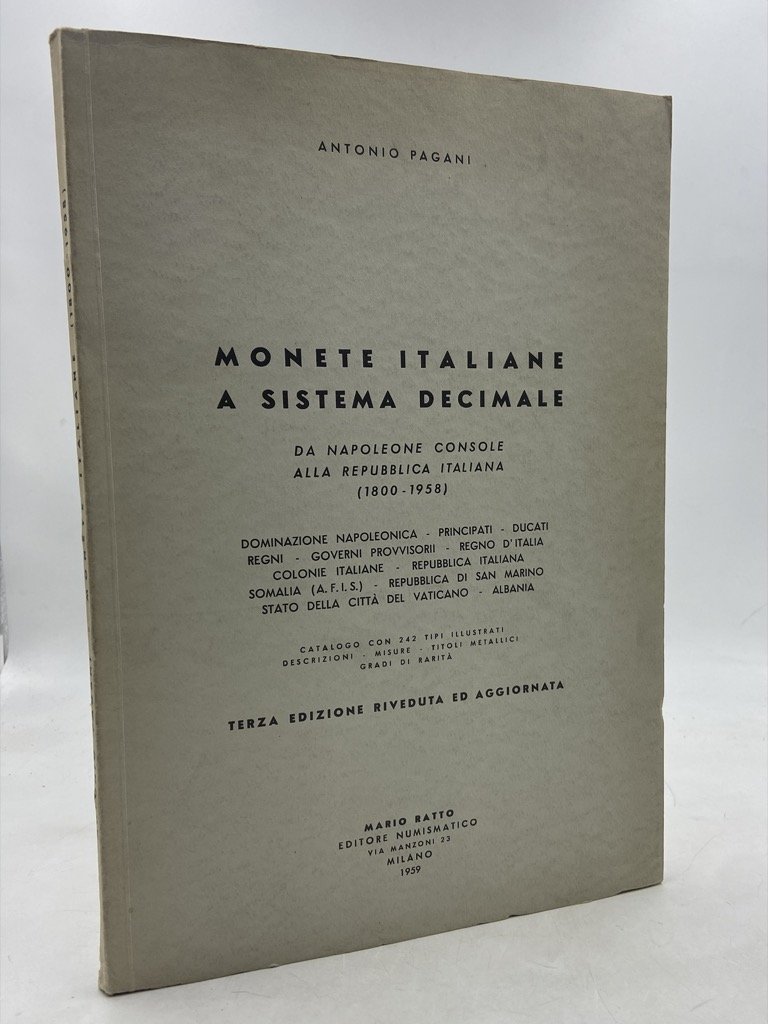 ANTONIO PAGANI
MONETE ITALIANE
A SISTEMA DECIMALE
DA NAPOLEONE CONSOLE
ALLA REPUBBLICA ITALIANA
(1800-1958)
DOMINAZIONE NAPOLEONICA - PRINCIPATI - DUCATI
REGNI - GOVERNI PROVVISORII - REGNO D'ITALIA
COLONIE ITALIANE - REPUBBLICA ITALIANA
SOMALIA (A.F.I.S.) - REPUBBLICA DI SAN MARINO
STATO DELLA CITTÀ DEL VATICANO - ALBANIA
CATALOGO CON 242 TIPI ILLUSTRATI
DESCRIZIONI - MISURE - TITOLI METALLICI
GRADI DI RARITÀ
TERZA EDIZIONE RIVEDUTA ED AGGIORNATA
MARIO RATTO
EDITORE NUMISMATICO
VIA MANZONI 23
MILANO
1959